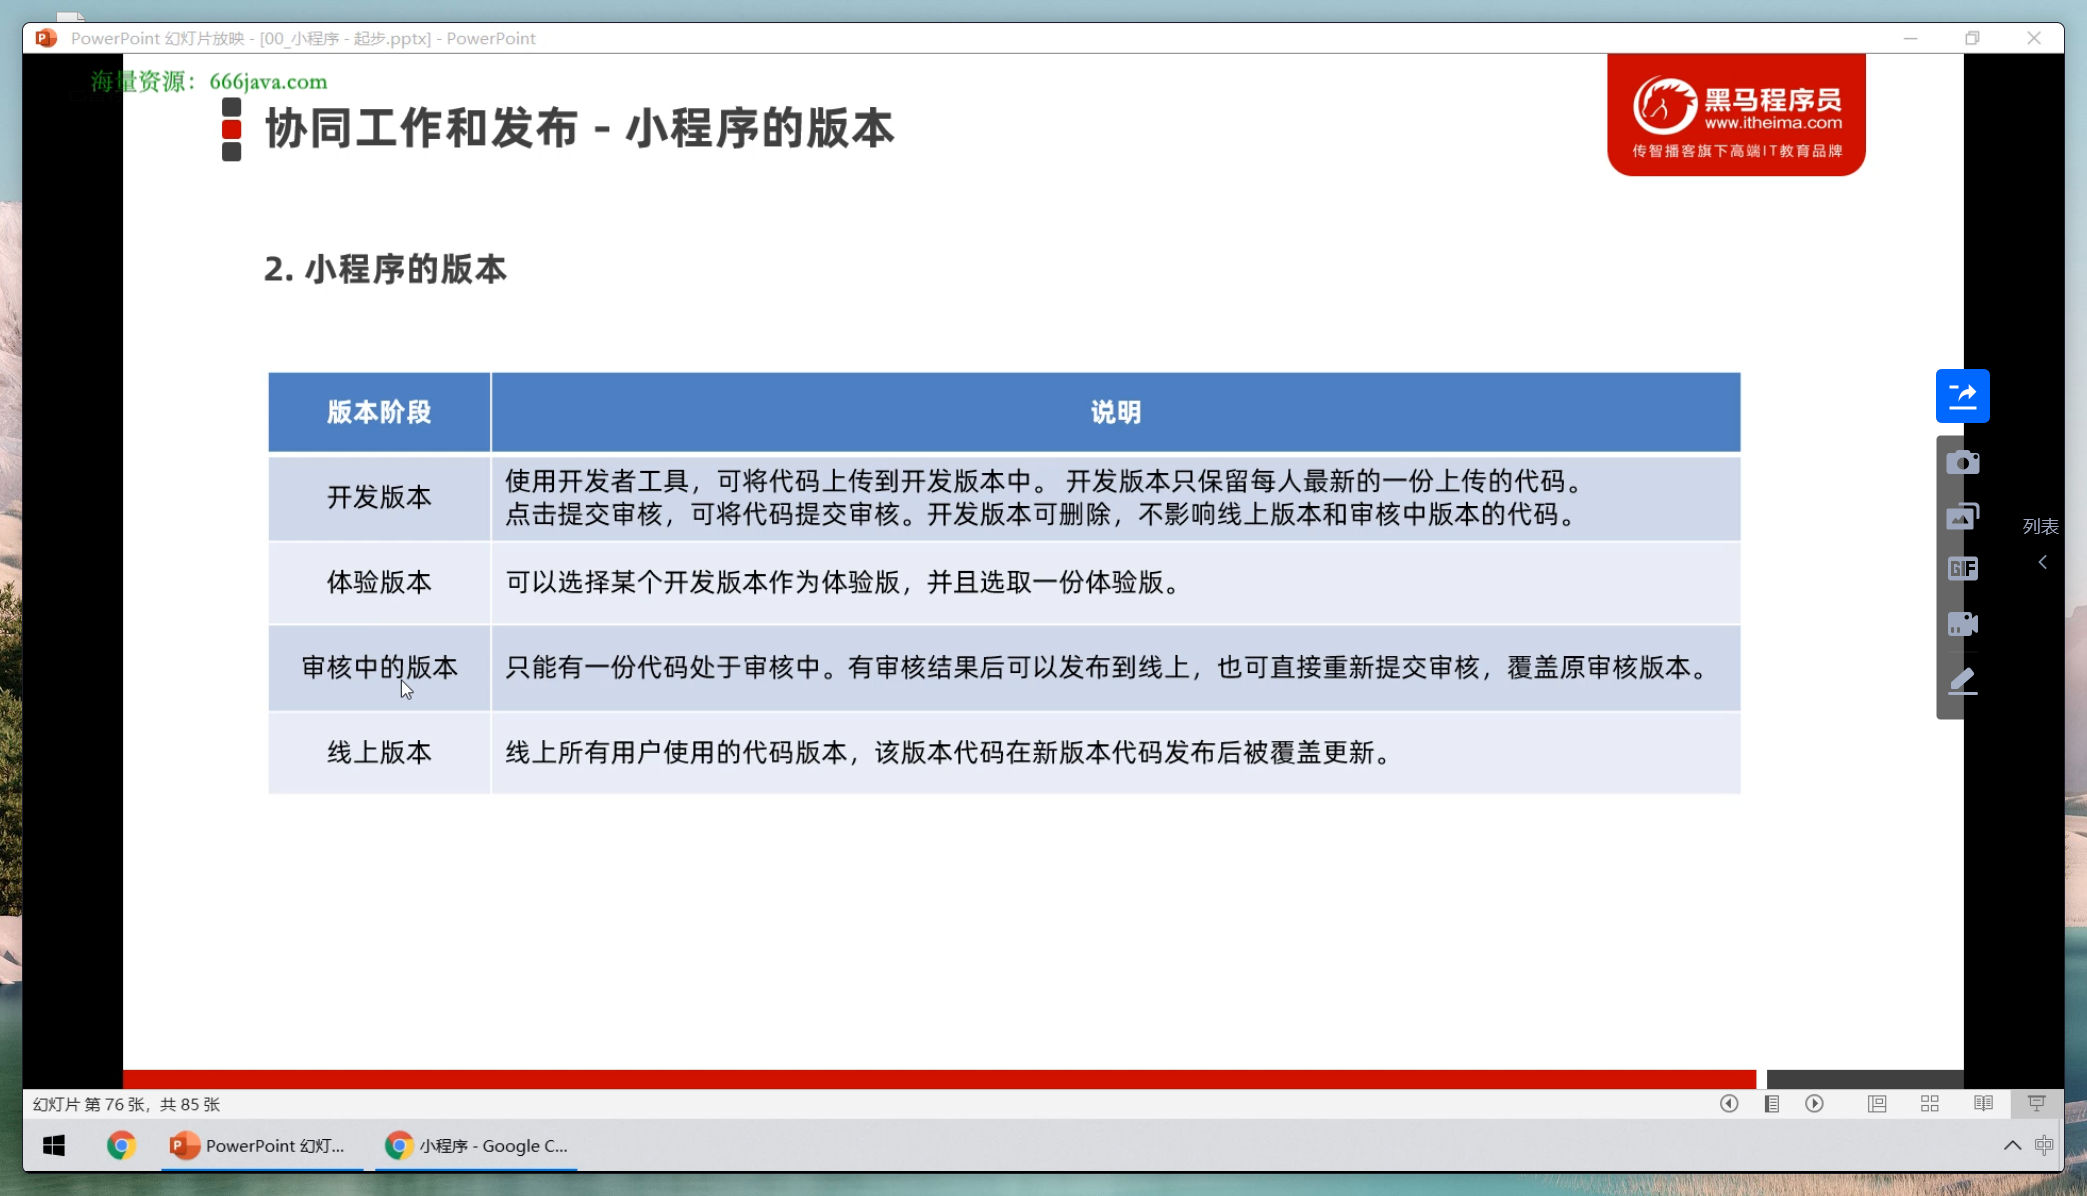 PowerPoint 幻灯片放映 - [00_小程序 - 起步.pptx] - PowerPoint
海量资源：666java.com
协同工作和发布 - 小程序的版本
黑马程序员
www.itheima.com
传智播客旗下高端IT教育品牌
2. 小程序的版本
版本阶段 说明
开发版本 使用开发者工具，可将代码上传到开发版本中。 开发版本只保留每人最新的一份上传的代码。
点击提交审核，可将代码提交审核。开发版本可删除，不影响线上版本和审核中版本的代码。
体验版本 可以选择某个开发版本作为体验版，并且选取一份体验版。
审核中的版本 只能有一份代码处于审核中。有审核结果后可以发布到线上，也可直接重新提交审核，覆盖原审核版本。
线上版本 线上所有用户使用的代码版本，该版本代码在新版本代码发布后被覆盖更新。
列表
GIF
幻灯片 第 76 张，共 85 张
PowerPoint 幻灯... 小程序 - Google C... 中